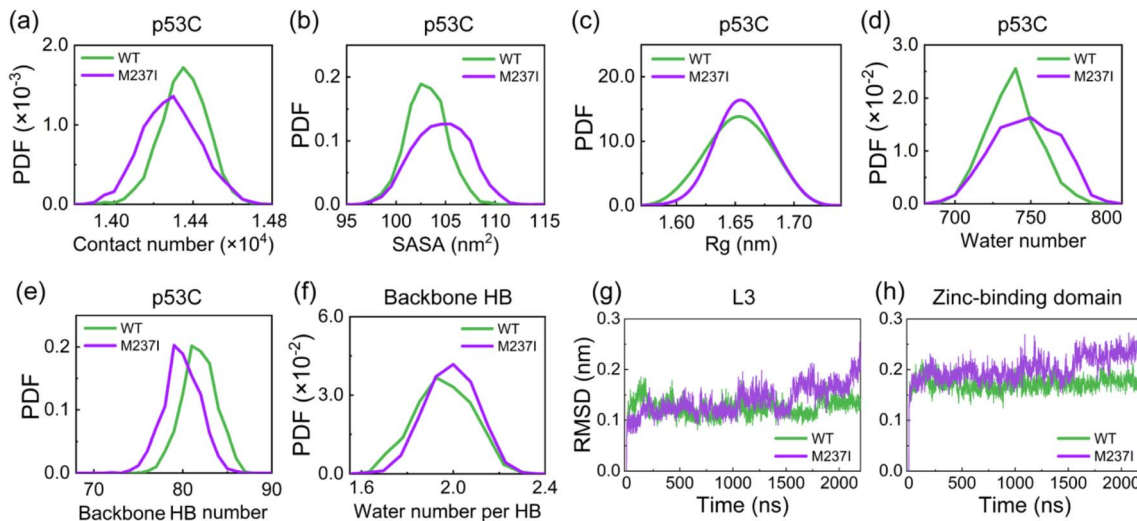 (a) p53C
PDF (×10⁻³)
2.0
1.0
0.0
WT
M237I
1.40 1.44 1.48
Contact number (×10⁴)
(b) p53C
PDF
0.2
0.1
0.0
WT
M237I
95 100 105 110 115
SASA (nm²)
(c) p53C
PDF
20.0
10.0
0.0
WT
M237I
1.60 1.65 1.70
Rg (nm)
(d) p53C
PDF (×10⁻²)
3.0
2.0
1.0
0.0
WT
M237I
700 750 800
Water number
(e) p53C
PDF
0.2
0.1
0.0
WT
M237I
70 80 90
Backbone HB number
(f) Backbone HB
PDF (×10⁻²)
6.0
3.0
0.0
WT
M237I
1.6 2.0 2.4
Water number per HB
(g) L3
RMSD (nm)
0.3
0.2
0.1
0.0
WT
M237I
0 500 1000 1500 2000
Time (ns)
(h) Zinc-binding domain
0.3
0.2
0.1
0.0
WT
M237I
0 500 1000 1500 2000
Time (ns)